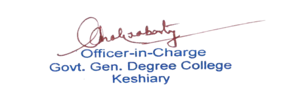 Officer-in-Charge
Govt. Gen. Degree College
Keshiary